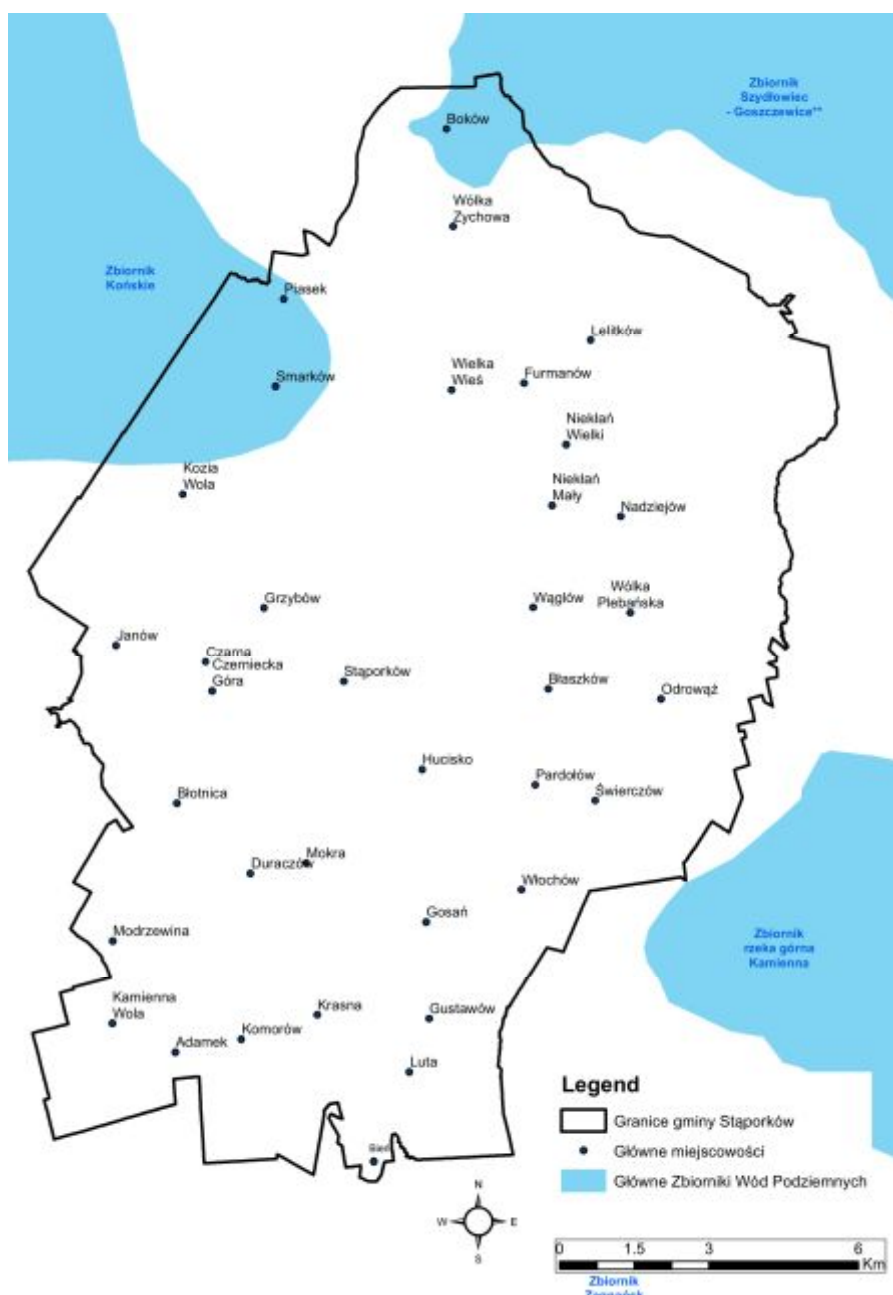 Zbiornik
Szydłowiec
- Goszczewice**
Boków
Wólka
Zychowa
Zbiornik
Końskie
Piasek
Lelitków
Smarków
Wielka
Wieś
Furmanów
Niekłań
Wielki
Kozia
Wola
Niekłań
Mały
Nadziejów
Grzybów
Wągłów
Wólka
Plebańska
Janów
Czarna
Czerniecka
Góra
Stąporków
Błaszków
Odrowąż
Hucisko
Pardołów
Świerczów
Błotnica
Mokra
Duraczów
Włochów
Gosań
Modrzewina
Zbiornik
rzeka górna
Kamienna
Kamienna
Wola
Krasna
Gustawów
Komorów
Adamek
Luta
Legend
Granice gminy Stąporków
Główne miejscowości
Główne Zbiorniki Wód Podziemnych
N
W
E
S
0 1.5 3 6
Km
Zbiornik